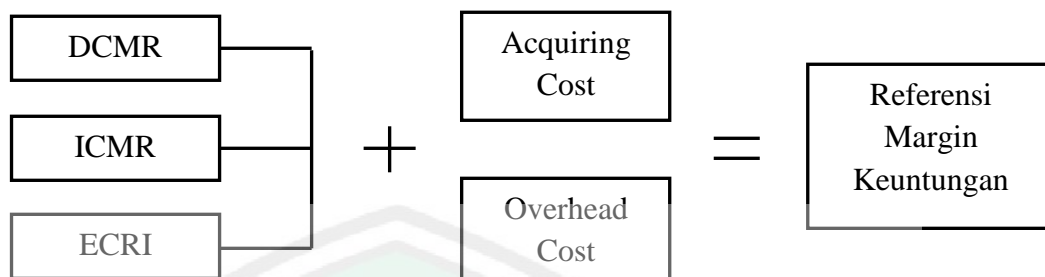 DCMR
ICMR
ECRI
+
Acquiring
Cost
Overhead
Cost
=
Referensi
Margin
Keuntungan